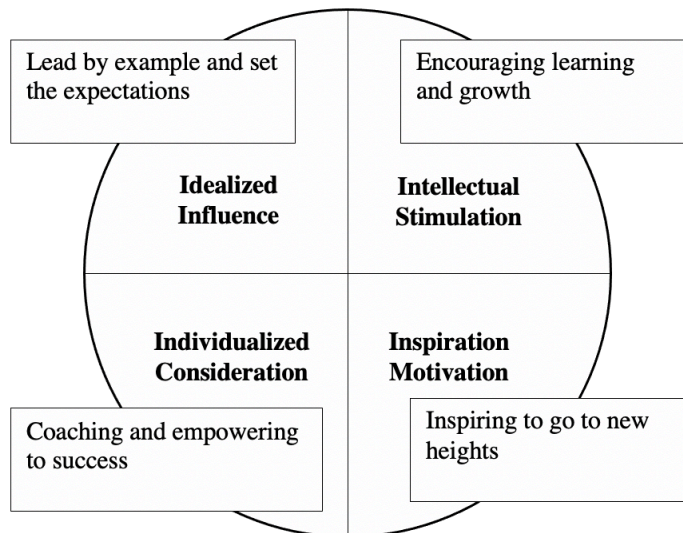 Lead by example and set
the expectations
Encouraging learning
and growth
Idealized
Influence
Intellectual
Stimulation
Individualized
Consideration
Inspiration
Motivation
Coaching and empowering
to success
Inspiring to go to new
heights